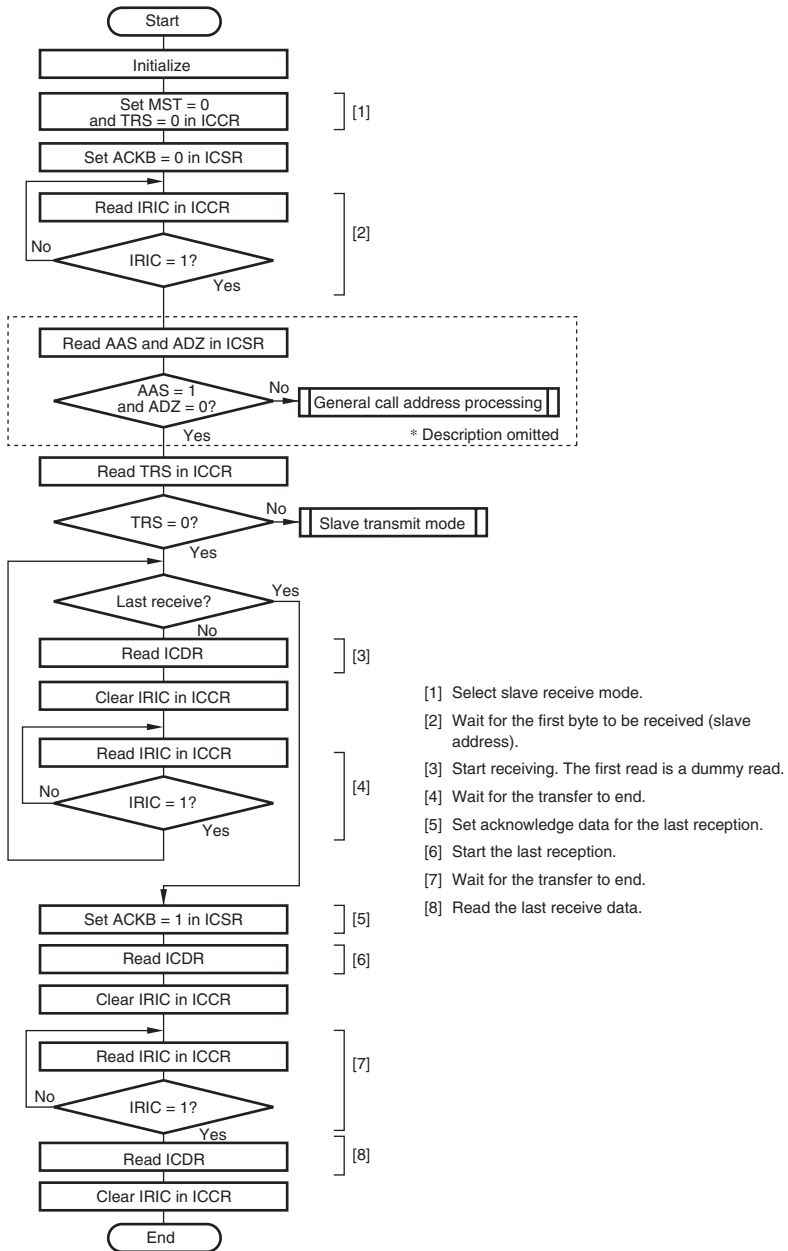 Start
Initialize
Set MST = 0
and TRS = 0 in ICCR
[1]
Set ACKB = 0 in ICSR
Read IRIC in ICCR
[2]
No
IRIC = 1?
Yes
Read AAS and ADZ in ICSR
AAS = 1
and ADZ = 0?
No
General call address processing
Yes
* Description omitted
Read TRS in ICCR
TRS = 0?
No
Slave transmit mode
Yes
Last receive?
Yes
No
Read ICDR
[3]
Clear IRIC in ICCR
Read IRIC in ICCR
[4]
No
IRIC = 1?
Yes
[1] Select slave receive mode.
[2] Wait for the first byte to be received (slave
address).
[3] Start receiving. The first read is a dummy read.
[4] Wait for the transfer to end.
[5] Set acknowledge data for the last reception.
[6] Start the last reception.
[7] Wait for the transfer to end.
[8] Read the last receive data.
Set ACKB = 1 in ICSR
[5]
Read ICDR
[6]
Clear IRIC in ICCR
Read IRIC in ICCR
[7]
No
IRIC = 1?
Yes
Read ICDR
[8]
Clear IRIC in ICCR
End